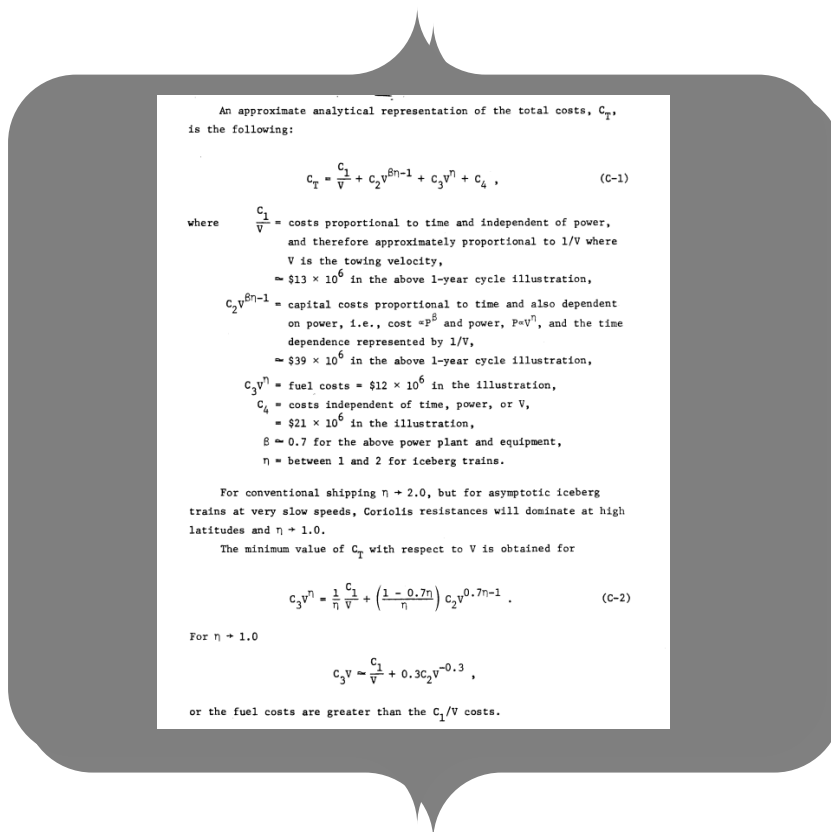 An approximate analytical representation of the total costs, C_T,
is the following:
C_T = C_1/V + C_2V^{βη-1} + C_3V^η + C_4 , (C-1)
where C_1/V = costs proportional to time and independent of power,
and therefore approximately proportional to 1/V where
V is the towing velocity,
≃ $13 × 10^6 in the above 1-year cycle illustration,
C_2V^{βη-1} = capital costs proportional to time and also dependent
on power, i.e., cost ∝P^β and power, P∝V^η, and the time
dependence represented by 1/V,
≃ $39 × 10^6 in the above 1-year cycle illustration,
C_3V^η = fuel costs = $12 × 10^6 in the illustration,
C_4 = costs independent of time, power, or V,
= $21 × 10^6 in the illustration,
β ≃ 0.7 for the above power plant and equipment,
η = between 1 and 2 for iceberg trains.
For conventional shipping η → 2.0, but for asymptotic iceberg
trains at very slow speeds, Coriolis resistances will dominate at high
latitudes and η → 1.0.
The minimum value of C_T with respect to V is obtained for
C_3V^η = 1/η C_1/V + ((1 - 0.7η)/η) C_2V^{0.7η-1} . (C-2)
For η → 1.0
C_3V ≃ C_1/V + 0.3C_2V^{-0.3} ,
or the fuel costs are greater than the C_1/V costs.